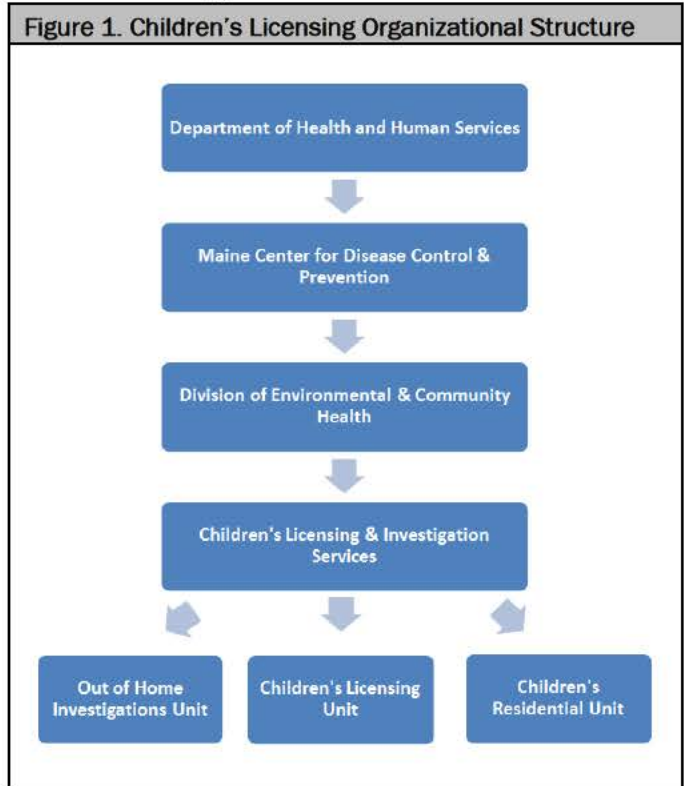 Figure 1. Children's Licensing Organizational Structure
Department of Health and Human Services
Maine Center for Disease Control &
Prevention
Division of Environmental & Community
Health
Children's Licensing & Investigation
Services
Out of Home
Investigations Unit
Children's Licensing
Unit
Children's
Residential Unit